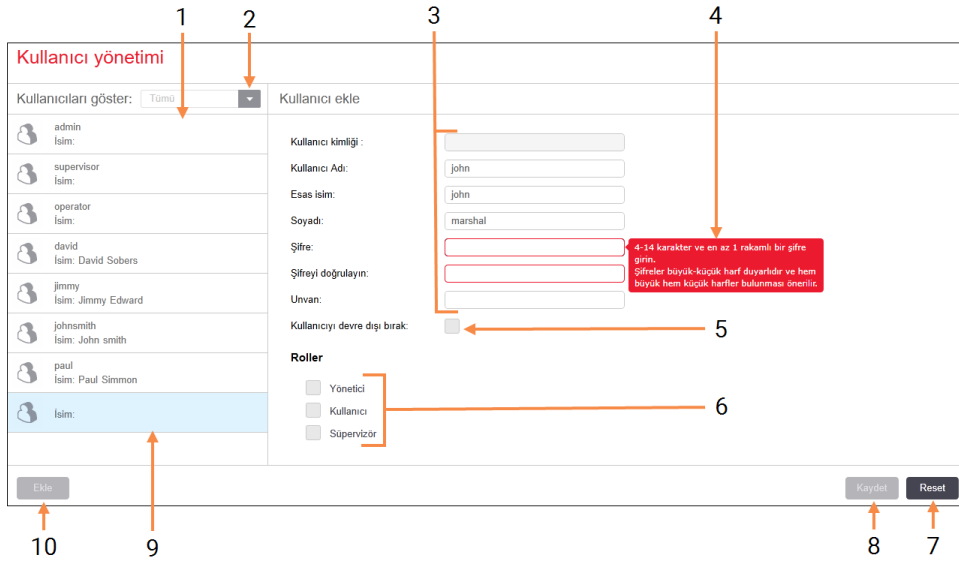 1
2
3
4
Kullanıcı yönetimi
Kullanıcıları göster: Tümü
Kullanıcı ekle
admin
İsim:
supervisor
İsim:
operator
İsim:
david
İsim: David Sobers
jimmy
İsim: Jimmy Edward
johnsmith
İsim: John smith
paul
İsim: Paul Simmon
İsim:
Kullanıcı kimliği :
Kullanıcı Adı: john
Esas isim: john
Soyadı: marshal
Şifre:
4-14 karakter ve en az 1 rakamlı bir şifre
girin.
Şifreler büyük-küçük harf duyarlıdır ve hem
büyük hem küçük harfler bulunması önerilir.
Şifreyi doğrulayın:
Unvan:
Kullanıcıyı devre dışı bırak:
5
Roller
Yönetici
Kullanıcı
6
Süpervizör
Ekle
Kaydet
Reset
10
9
8
7